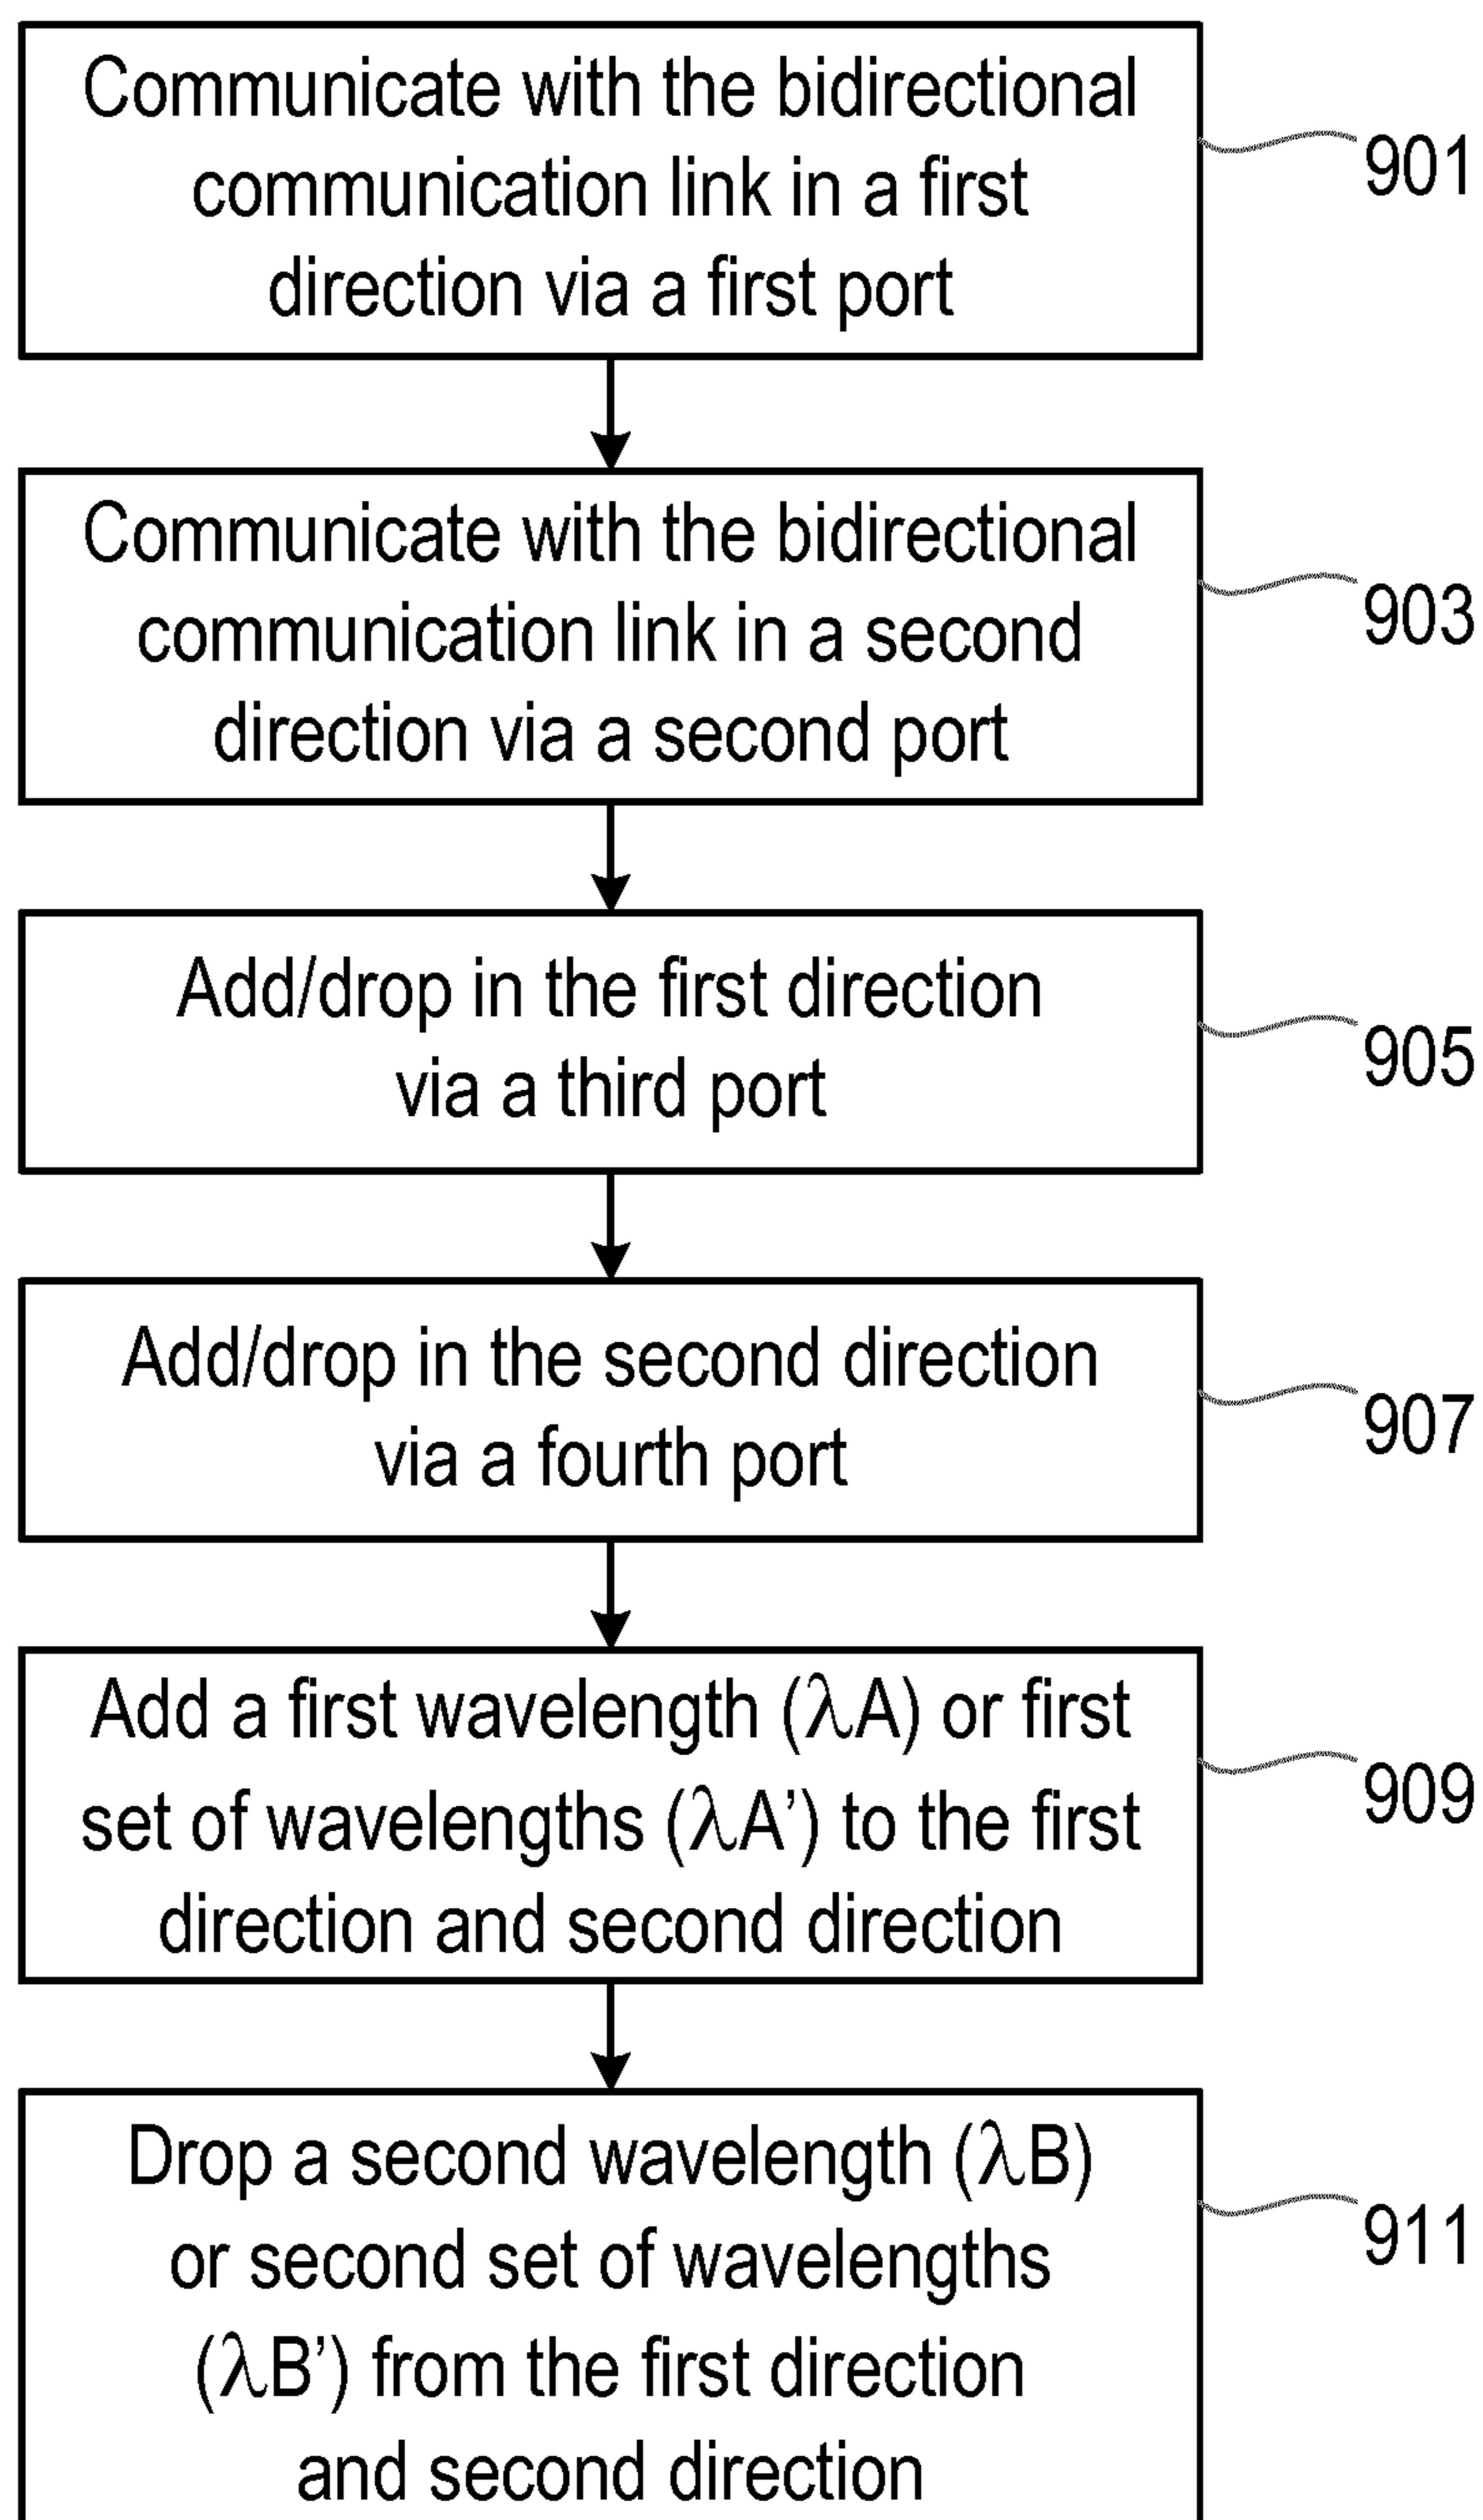 Communicate with the bidirectional
communication link in a first
direction via a first port
901
Communicate with the bidirectional
communication link in a second
direction via a second port
903
Add/drop in the first direction
via a third port
905
Add/drop in the second direction
via a fourth port
907
Add a first wavelength (λA) or first
set of wavelengths (λA') to the first
direction and second direction
909
Drop a second wavelength (λB)
or second set of wavelengths
(λB') from the first direction
and second direction
911